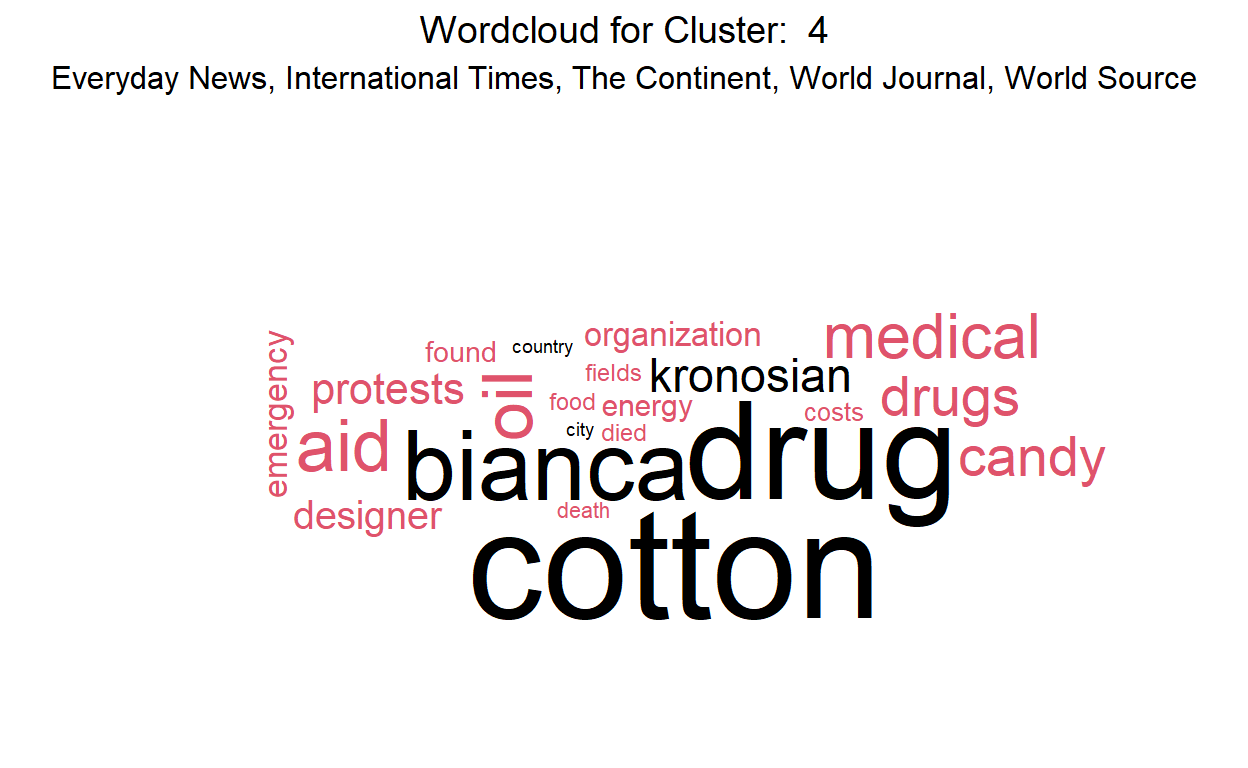 Wordcloud for Cluster:  4
Everyday News, International Times, The Continent, World Journal, World Source
emergency
found
country
organization
medical
protests
oil
fields
kronosian
drugs
food
energy
costs
aid
city
died
bianca
drug
candy
designer
death
cotton